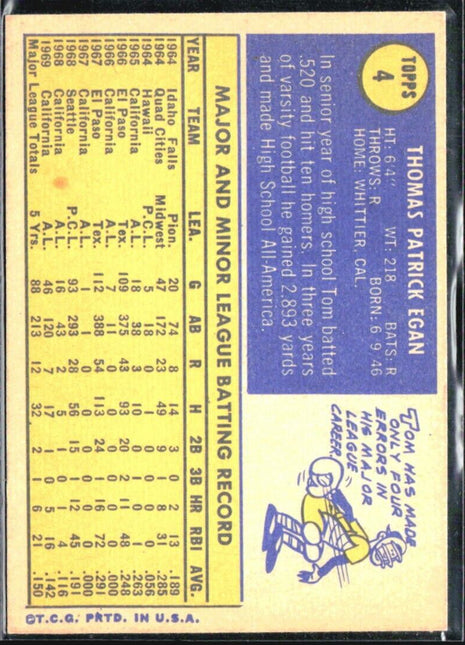 TOPPS
4
THOMAS PATRICK EGAN
HT: 6'4" WT: 218 BATS: R
THROWS: R BORN: 6 9 46
HOME: WHITTIER, CAL.
In senior year of high school Tom batted
.520 and hit ten homers. In three years
of varsity football he gained 2,893 yards
and made High School All-America.
TOM HAS MADE
ONLY FOUR
ERRORS IN
HIS MAJOR
LEAGUE
CAREER.
MAJOR AND MINOR LEAGUE BATTING RECORD
YEAR TEAM LEA. G AB R H 2B 3B HR RBI AVG.
1964 Idaho Falls Pion. 20 74 8 14 3 0 2 13 .189
1964 Quad Cities Midwest 47 172 23 49 9 1 8 31 .285
1964 Hawaii P.C.L. 5 18 0 1 0 0 0 0 .056
1965 California A.L. 18 38 3 10 0 1 0 1 .263
1966 El Paso Tex. 109 375 43 93 20 2 11 48 .248
1966 California A.L. 7 11 0 0 0 0 0 0 .000
1967 El Paso Tex. 112 388 54 113 24 1 16 72 .291
1967 California A.L. 1 1 0 0 0 0 0 0 .000
1968 Seattle P.C.L. 93 293 28 56 15 0 12 45 .191
1968 California A.L. 16 43 2 5 1 0 1 4 .116
1969 California A.L. 46 120 7 17 1 0 5 16 .142
Major League Totals 5 Yrs. 88 213 12 32 2 1 6 21 .150
©T.C.G. PRTD. IN U.S.A.